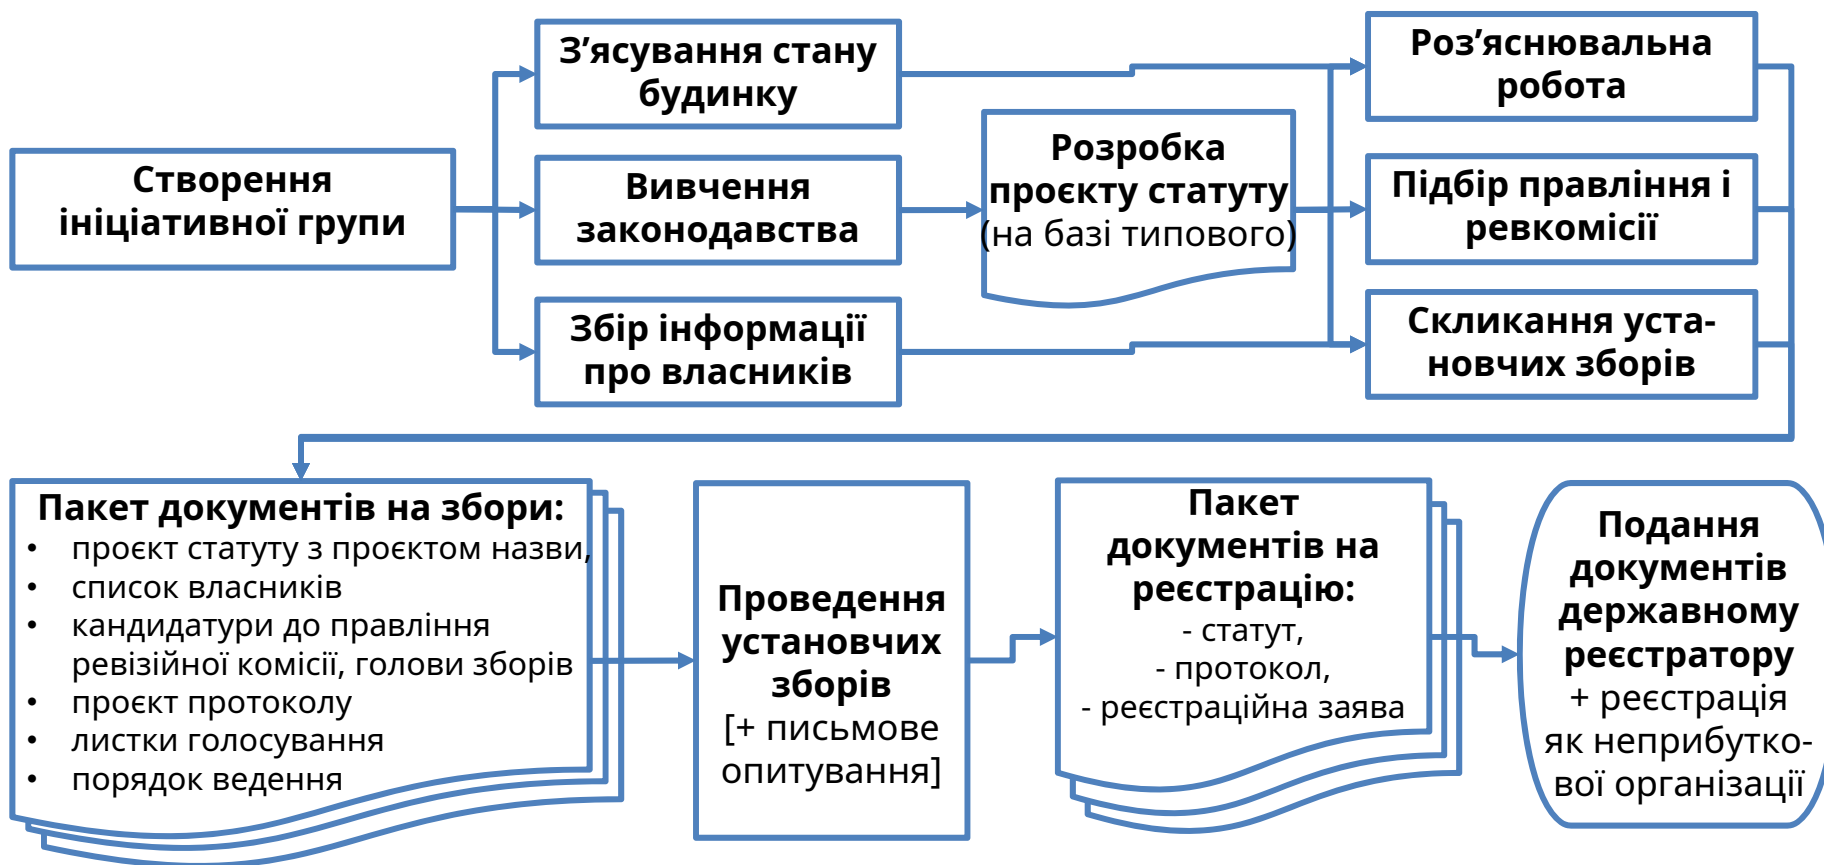 Створення
ініціативної групи
З’ясування стану
будинку
Вивчення
законодавства
Збір інформації
про власників
Розробка
проєкту статуту
(на базі типового)
Роз’яснювальна
робота
Підбір правління і
ревкомісії
Скликання уста-
новчих зборів
Пакет документів на збори:
• проєкт статуту з проєктом назви,
• список власників
• кандидатури до правління
ревізійної комісії, голови зборів
• проєкт протоколу
• листки голосування
• порядок ведення
Проведення
установчих
зборів
[+ письмове
опитування]
Пакет
документів на
реєстрацію:
- статут,
- протокол,
- реєстраційна заява
Подання
документів
державному
реєстратору
+ реєстрація
як неприбутко-
вої організації